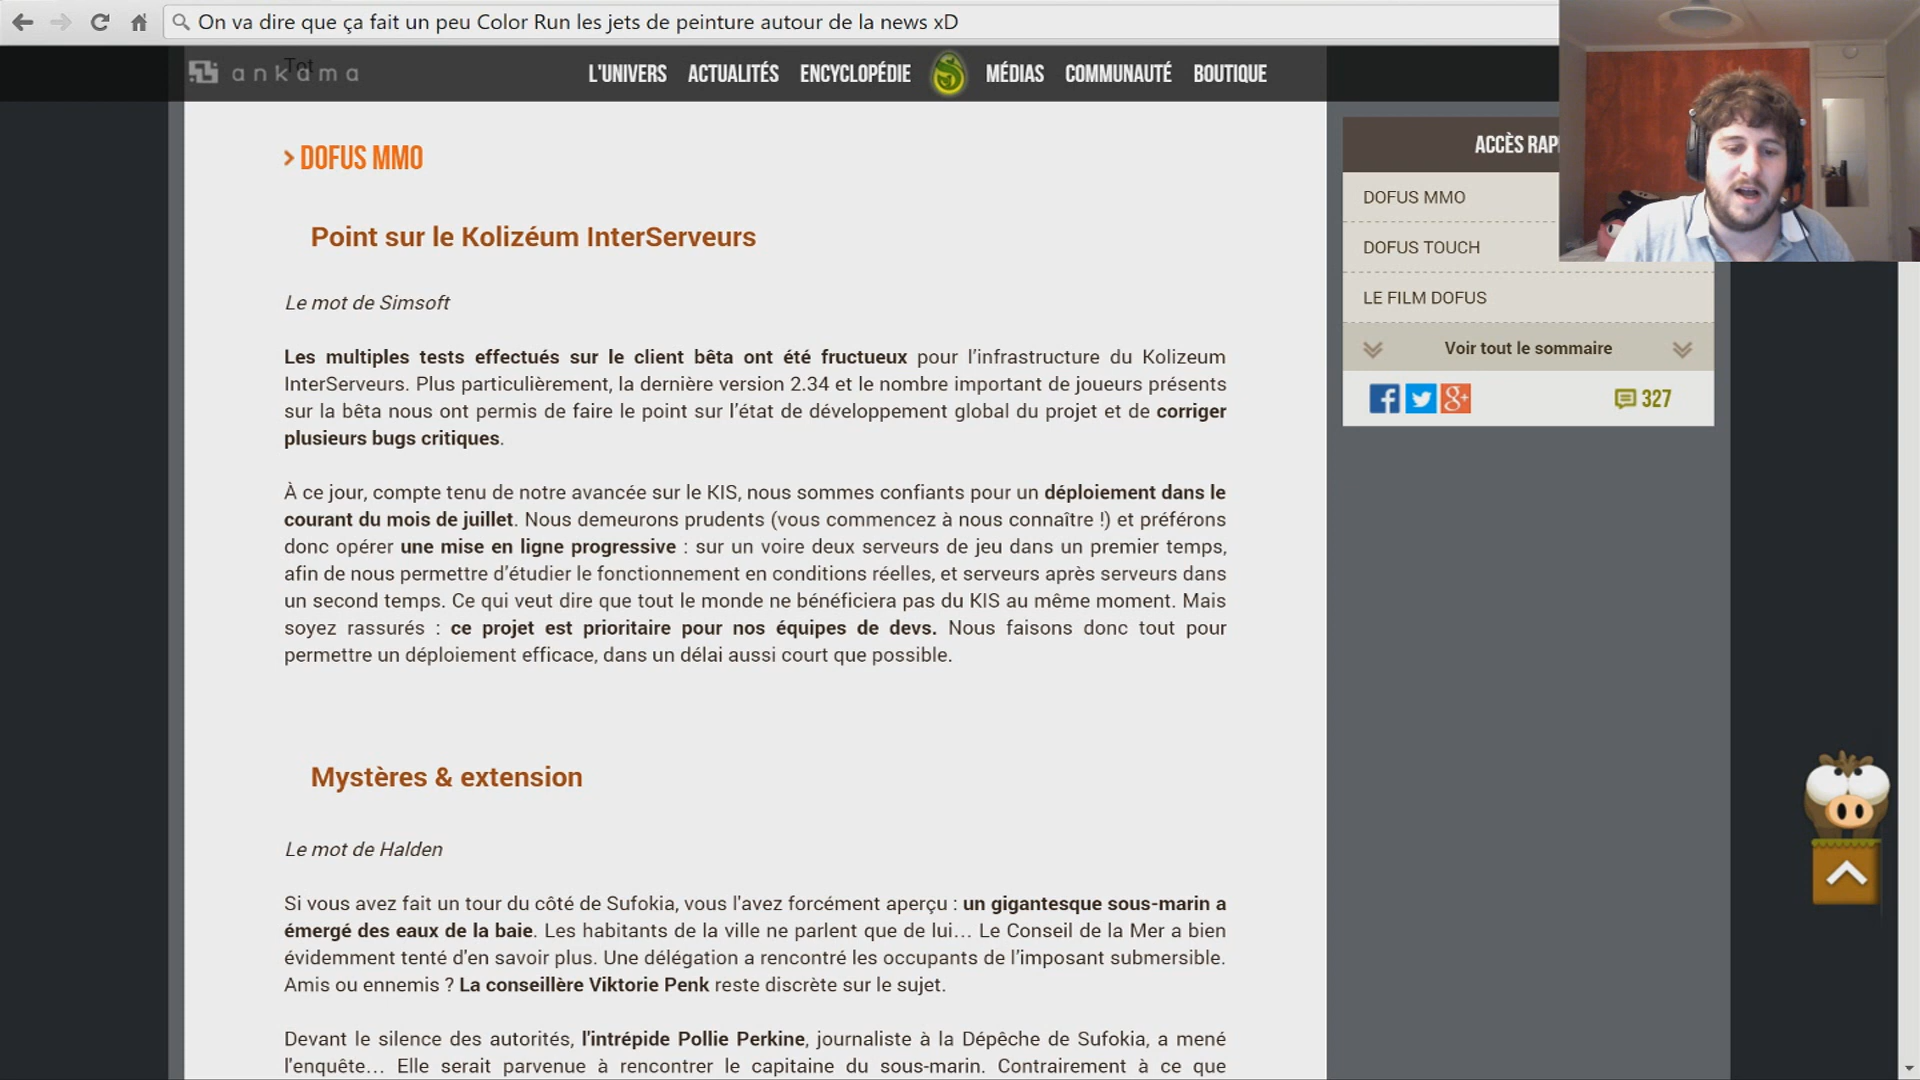 On va dire que ça fait un peu Color Run les jets de peinture autour de la news xD
ankama
L'UNIVERS ACTUALITÉS ENCYCLOPÉDIE MÉDIAS COMMUNAUTÉ BOUTIQUE
> DOFUS MMO
Point sur le Kolizéum InterServeurs
Le mot de Simsoft
Les multiples tests effectués sur le client bêta ont été fructueux pour l'infrastructure du Kolizeum
InterServeurs. Plus particulièrement, la dernière version 2.34 et le nombre important de joueurs présents
sur la bêta nous ont permis de faire le point sur l'état de développement global du projet et de corriger
plusieurs bugs critiques.
À ce jour, compte tenu de notre avancée sur le KIS, nous sommes confiants pour un déploiement dans le
courant du mois de juillet. Nous demeurons prudents (vous commencez à nous connaître !) et préférons
donc opérer une mise en ligne progressive : sur un voire deux serveurs de jeu dans un premier temps,
afin de nous permettre d'étudier le fonctionnement en conditions réelles, et serveurs après serveurs dans
un second temps. Ce qui veut dire que tout le monde ne bénéficiera pas du KIS au même moment. Mais
soyez rassurés : ce projet est prioritaire pour nos équipes de devs. Nous faisons donc tout pour
permettre un déploiement efficace, dans un délai aussi court que possible.
Mystères & extension
Le mot de Halden
Si vous avez fait un tour du côté de Sufokia, vous l'avez forcément aperçu : un gigantesque sous-marin a
émergé des eaux de la baie. Les habitants de la ville ne parlent que de lui… Le Conseil de la Mer a bien
évidemment tenté d'en savoir plus. Une délégation a rencontré les occupants de l'imposant submersible.
Amis ou ennemis ? La conseillère Viktorie Penk reste discrète sur le sujet.
Devant le silence des autorités, l'intrépide Pollie Perkine, journaliste à la Dépêche de Sufokia, a mené
l'enquête… Elle serait parvenue à rencontrer le capitaine du sous-marin. Contrairement à ce que
ACCÈS RAP
DOFUS MMO
DOFUS TOUCH
LE FILM DOFUS
Voir tout le sommaire
327